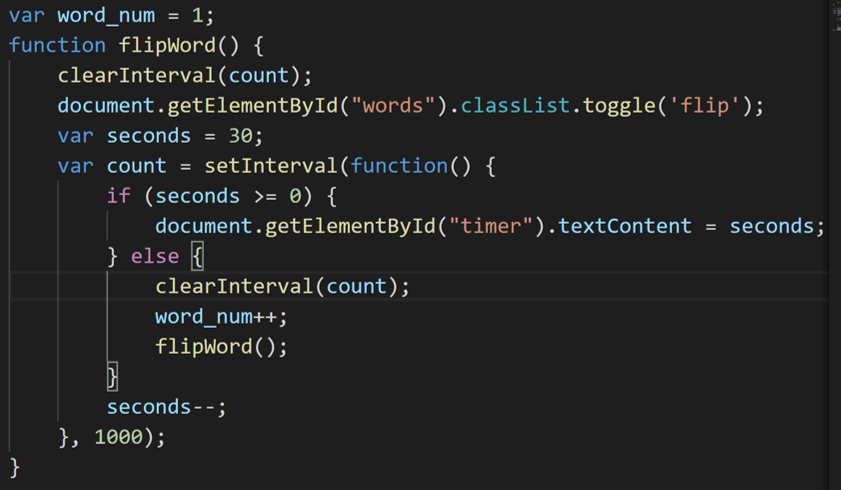 var word_num = 1;
function flipWord() {
    clearInterval(count);
    document.getElementById("words").classList.toggle('flip');
    var seconds = 30;
    var count = setInterval(function() {
        if (seconds >= 0) {
            document.getElementById("timer").textContent = seconds;
        } else {
            clearInterval(count);
            word_num++;
            flipWord();
        }
        seconds--;
    }, 1000);
}